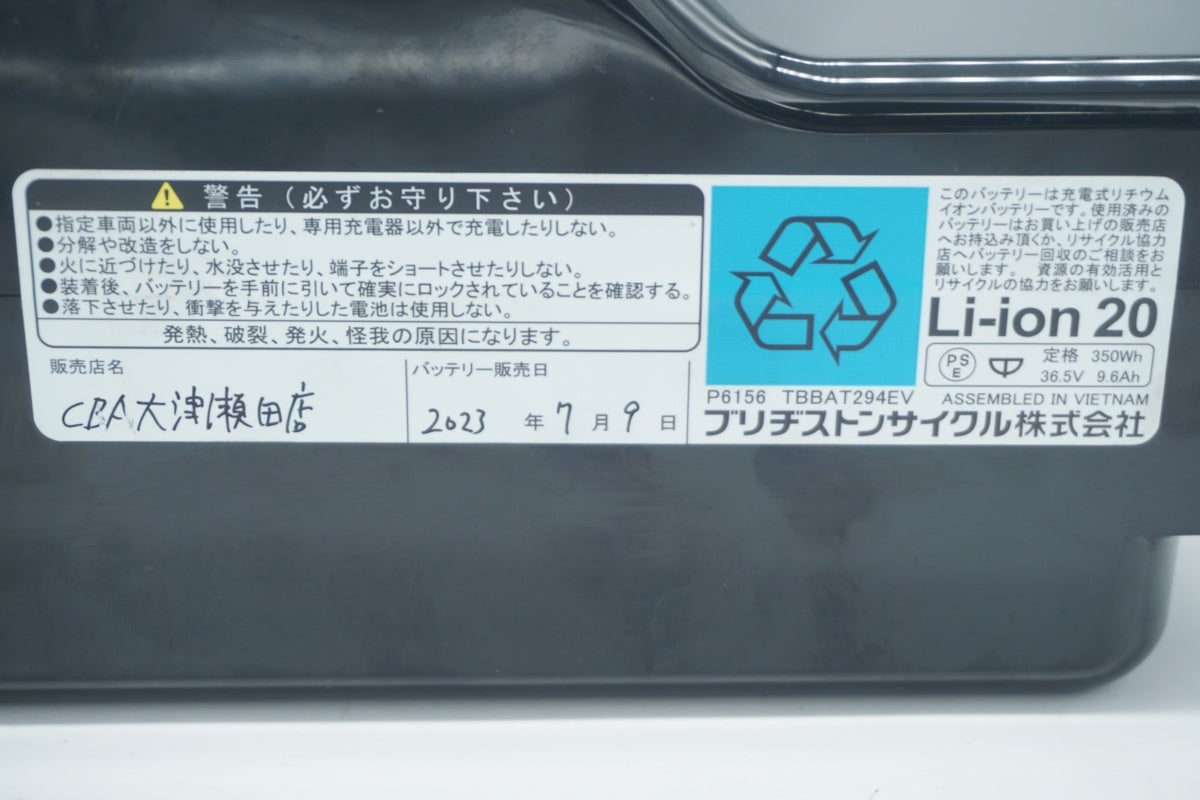 警告（必ずお守り下さい）
●指定車両以外に使用したり、専用充電器以外で充電したりしない。
●分解や改造をしない。
●火に近づけたり、水没させたり、端子をショートさせたりしない。
●装着後、バッテリーを手前に引いて確実にロックされていることを確認する。
●落下させたり、衝撃を与えたりした電池は使用しない。
発熱、破裂、発火、怪我の原因になります。
販売店名
CBA大津瀬田店
バッテリー販売日
2023 年 7 月 9 日
このバッテリーは充電式リチウム
イオンバッテリーです。使用済みの
バッテリーはお買い上げの販売店
へお持込み頂くか、リサイクル協力
店へバッテリー回収のご相談をお
願いします。 資源の有効活用と
リサイクルの協力をお願いします。
Li-ion 20
PS
E
定格 350Wh
36.5V 9.6Ah
P6156 TBBAT294EV
ASSEMBLED IN VIETNAM
ブリヂストンサイクル株式会社